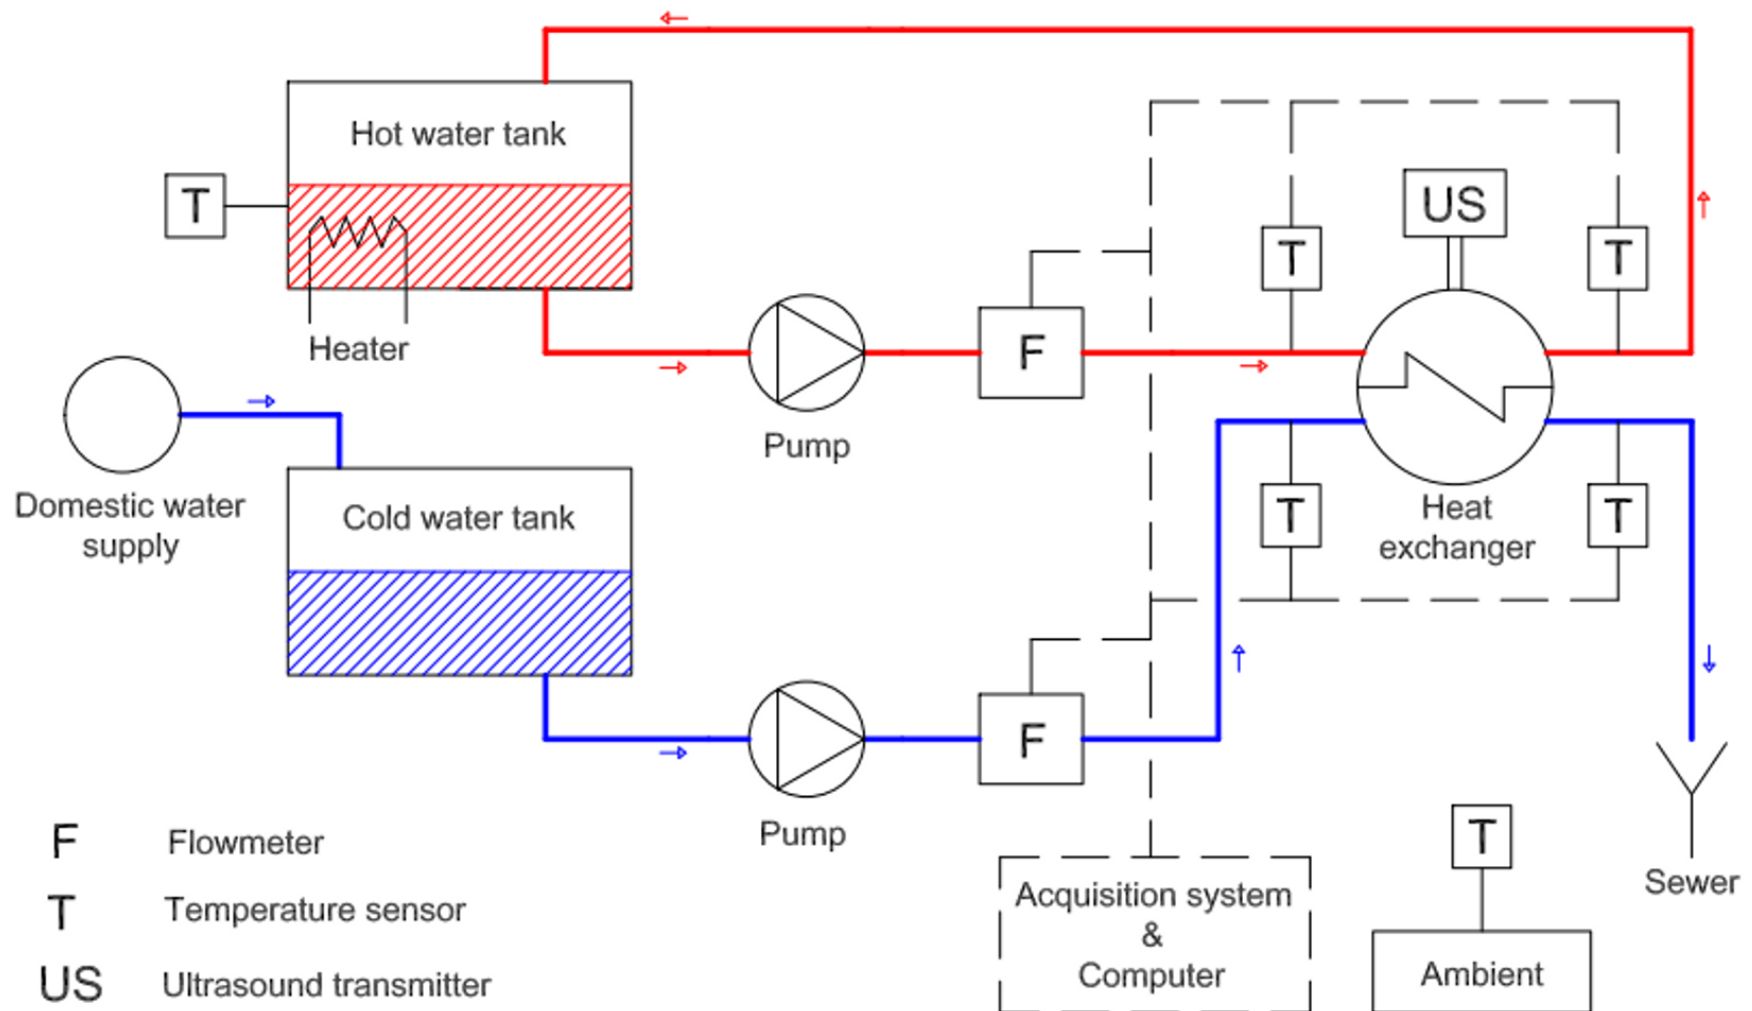 Hot water tank
T
US
T
T
Heater
F
Pump
Domestic water
supply
Cold water tank
T
Heat
exchanger
T
F
Pump
Acquisition system
&
Computer
T
Ambient
Sewer
F Flowmeter
T Temperature sensor
US Ultrasound transmitter